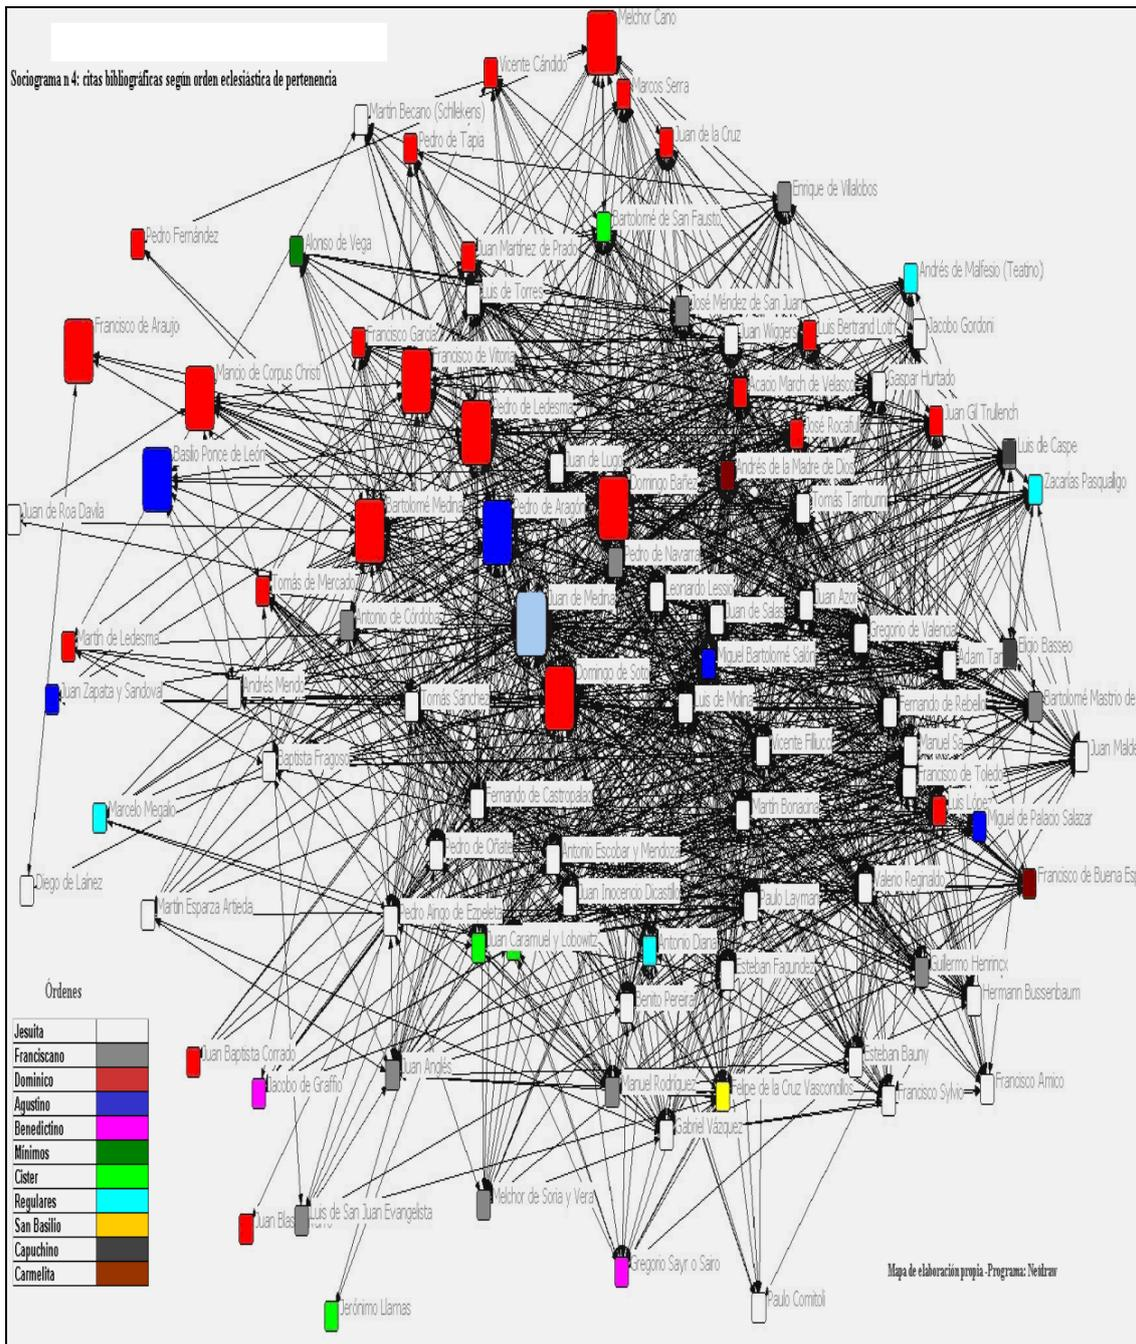 Melchor Cano
Vicente Cándido
Sociograma n 4: citas bibliográficas según orden eclesiástica de pertenencia
Marcos Serra
Martín Becano (Schllekens)
Juan de la Cruz
Pedro de Tápia
Enrique de Villalobos
Bartolomé de San Fausto
Pedro Fernández
Alonso de Vega
Juan Martínez de Prado
Andrés de Malfesio (Teatino)
Luis de Torres
José Méndez de San Juan
Francisco de Araujo
Francisco García
Juan Wiggers
Luis Bertrand Loth
Jacobo Gordoni
Francisco de Vitoria
Mancio de Corpus Christi
Acacio March de Velasco
Gaspar Hurtado
Pedro de Ledesma
Juan Gil Trullench
José Rocafull
Basilio Ponce de León
Luis de Caspe
Juan de Lugo
Andrés de la Madre de Dios
Domingo Bañez
Zacarías Pasqualigo
Juan de Roa Davila
Bartolomé Medina
Pedro de Aragón
Tomás Tamburini
Pedro de Navarra
Tomás de Mercado
Leonardo Lessio
Juan de Medina
Juan Azor
Antonio de Córdoba
Juan de Salas
Gregorio de Valencia
Martín de Ledesma
Adam Tan
Eligio Basseo
Miguel Bartolomé Salón
Domingo de Soto
Juan Zapata y Sandoval
Andrés Mendo
Tomás Sánchez
Luis de Molina
Fernando de Rebello
Bartolomé Mastrio de
Vicente Filluci
Manuel Sa
Juan Malde
Baptista Fragoso
Francisco de Toledo
Fernando de Castropalao
Marcelo Megalio
Martín Bonacina
Luis López
Miguel de Palacio Salazar
Pedro de Oñate
Antonio Escobar y Mendoza
Diego de Laínez
Valerio Reginaldo
Francisco de Buena Esp
Juan Inocencio Dicastillo
Martín Esparza Artieda
Pedro Aingo de Ezpeleta
Paulo Layman
Juan Caramuel y Lobowitz
Antonio Diana
Esteban Fagundez
Guillermo Henrincx
Órdenes
Benito Pereira
Hermann Bussenbaum
Jesuita
Franciscano
Dominico
Agustino
Benedictino
Mínimos
Cister
Regulares
San Basilio
Capuchino
Carmelita
Juan Baptista Corrado
Juan Anglés
Esteban Bauny
Jacobo de Graffio
Manuel Rodríguez
Felipe de la Cruz Vasconcillos
Francisco Sylvio
Francisco Amico
Gabriel Vázquez
Melchor de Soria y Vera
Juan Blas
Luis de San Juan Evangelista
Gregorio Sayr o Sairo
Mapa de elaboración propia -Programa: Netdraw
Jerónimo Llamas
Paulo Comitoli